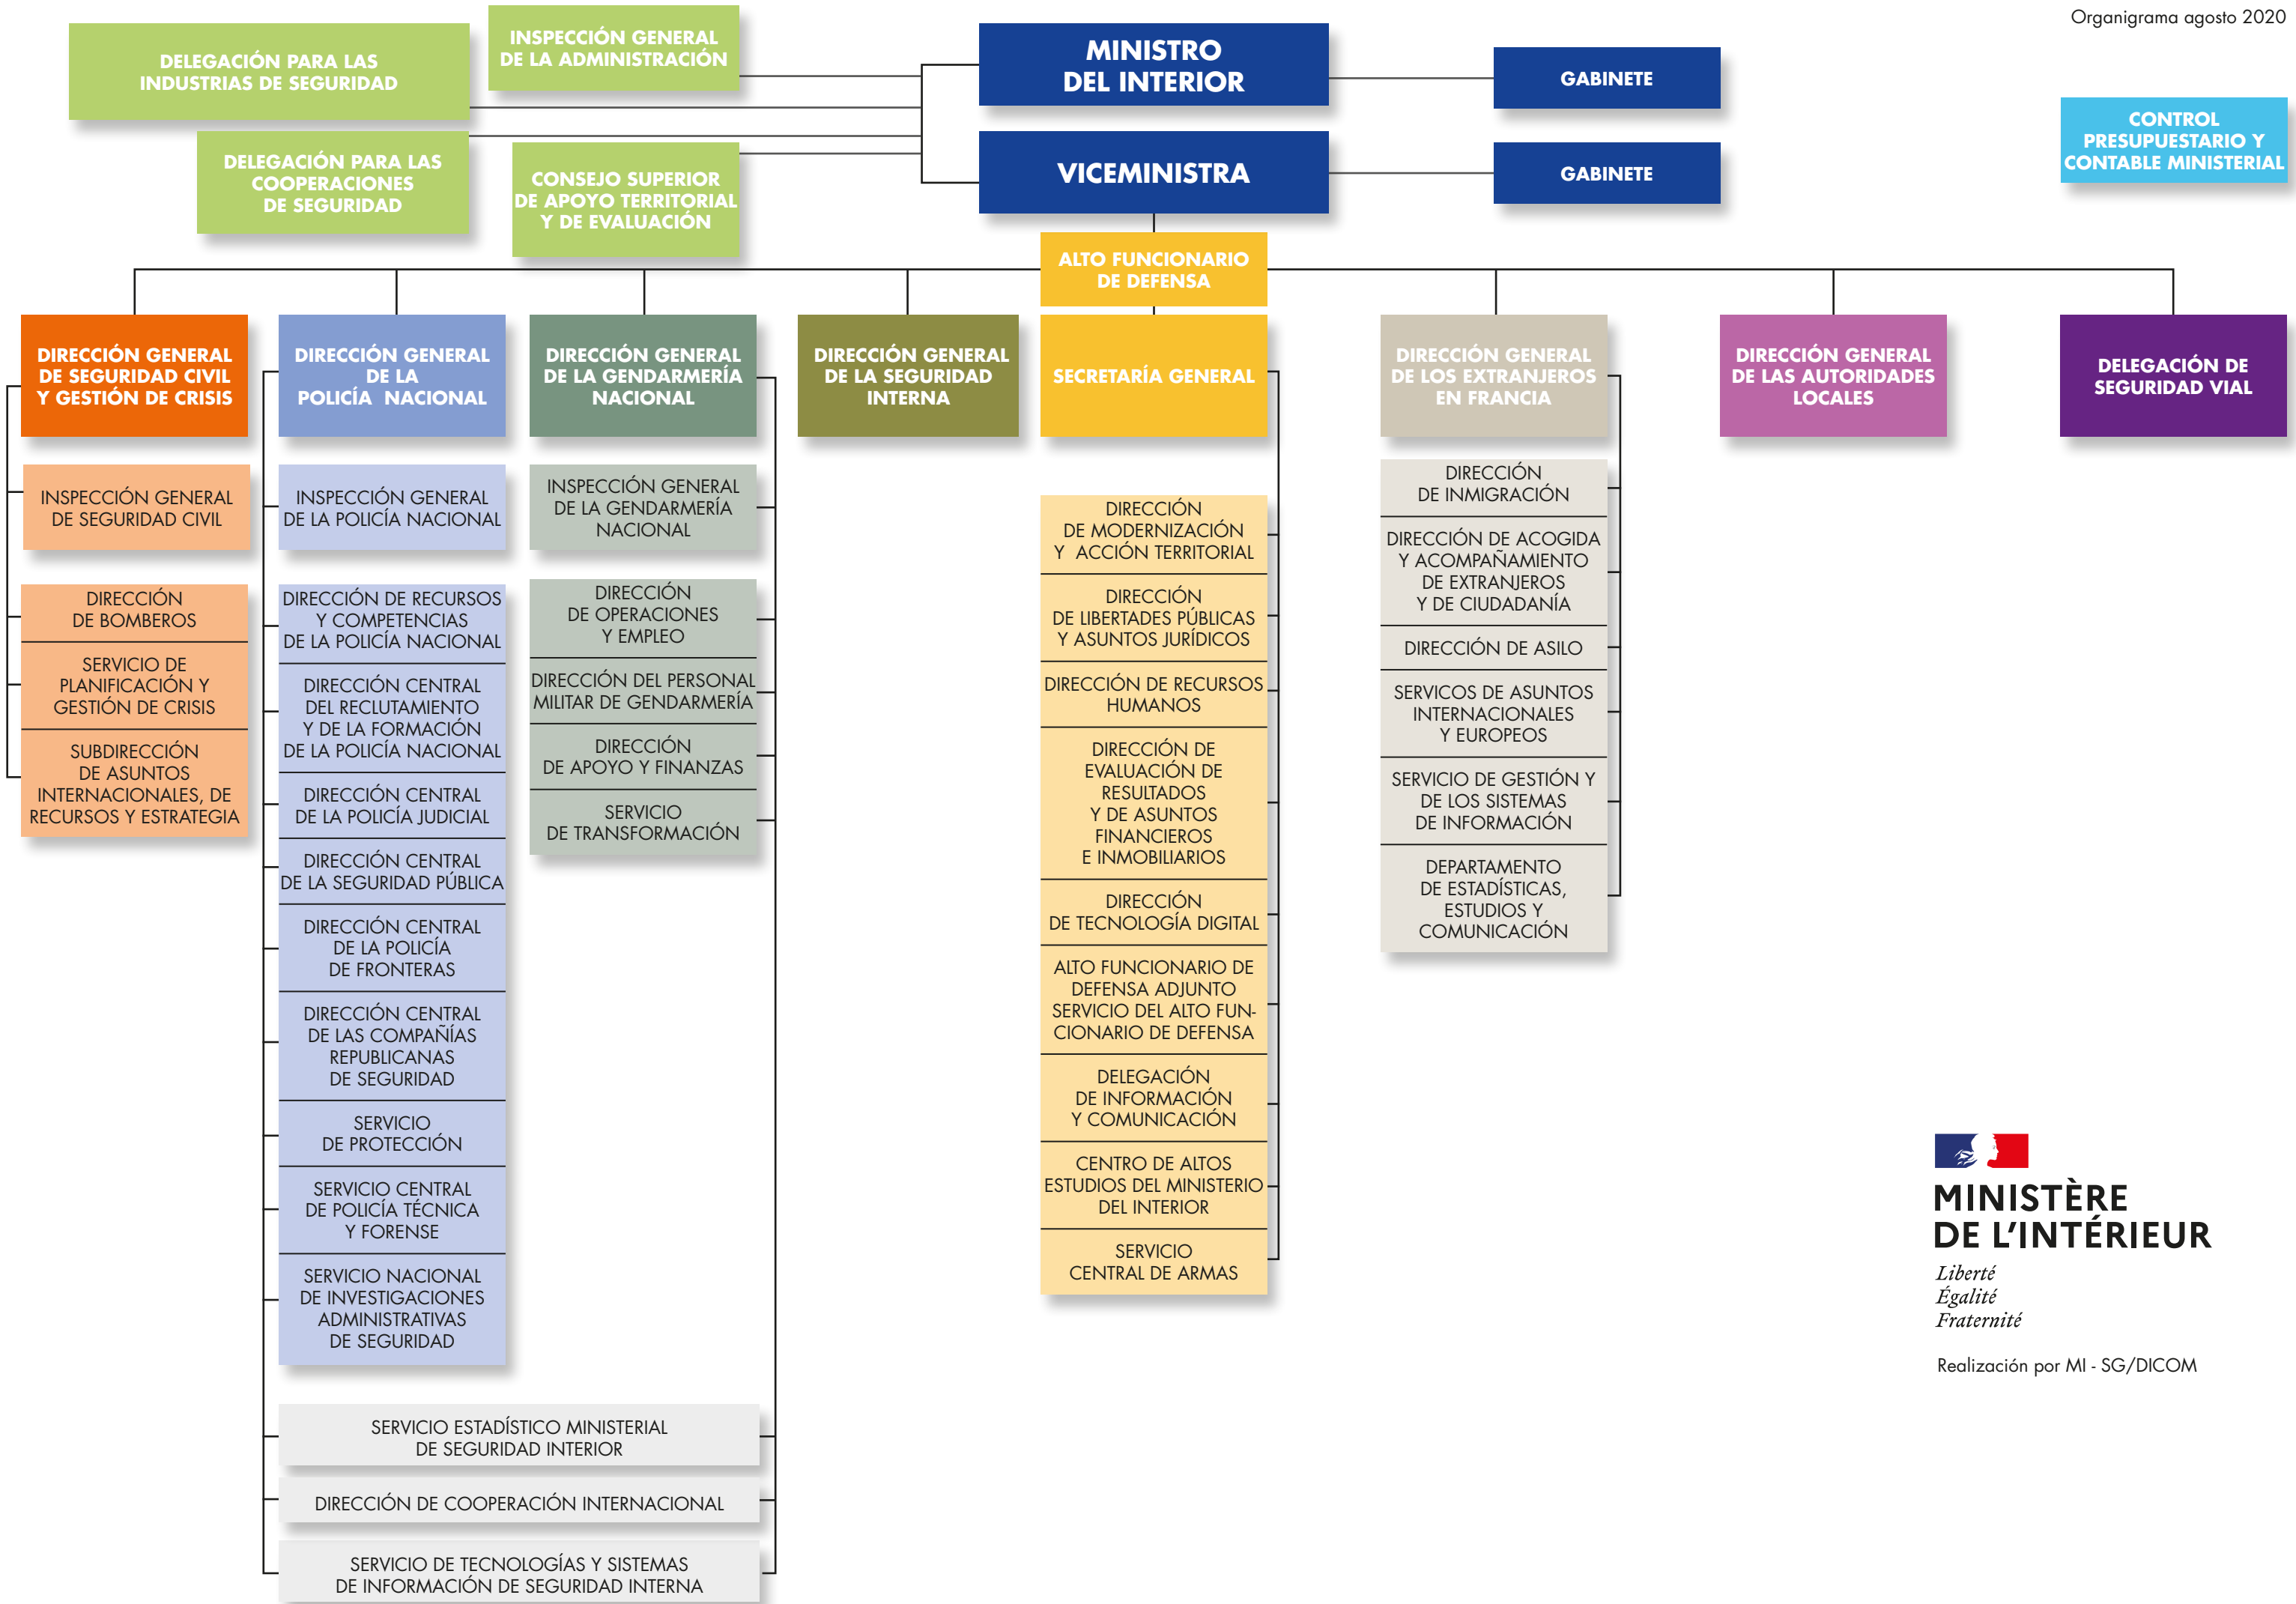 Organigrama agosto 2020
DELEGACIÓN PARA LAS
INDUSTRIAS DE SEGURIDAD
INSPECCIÓN GENERAL
DE LA ADMINISTRACIÓN
MINISTRO
DEL INTERIOR
GABINETE
CONTROL
PRESUPUESTARIO Y
CONTABLE MINISTERIAL
DELEGACIÓN PARA LAS
COOPERACIONES
DE SEGURIDAD
CONSEJO SUPERIOR
DE APOYO TERRITORIAL
Y DE EVALUACIÓN
VICEMINISTRA
GABINETE
ALTO FUNCIONARIO
DE DEFENSA
DIRECCIÓN GENERAL
DE SEGURIDAD CIVIL
Y GESTIÓN DE CRISIS
DIRECCIÓN GENERAL
DE LA
POLICÍA NACIONAL
DIRECCIÓN GENERAL
DE LA GENDARMERÍA
NACIONAL
DIRECCIÓN GENERAL
DE LA SEGURIDAD
INTERNA
SECRETARÍA GENERAL
DIRECCIÓN GENERAL
DE LOS EXTRANJEROS
EN FRANCIA
DIRECCIÓN GENERAL
DE LAS AUTORIDADES
LOCALES
DELEGACIÓN DE
SEGURIDAD VIAL
INSPECCIÓN GENERAL
DE SEGURIDAD CIVIL
DIRECCIÓN
DE BOMBEROS
SERVICIO DE
PLANIFICACIÓN Y
GESTIÓN DE CRISIS
SUBDIRECCIÓN
DE ASUNTOS
INTERNACIONALES, DE
RECURSOS Y ESTRATEGIA
INSPECCIÓN GENERAL
DE LA POLICÍA NACIONAL
DIRECCIÓN DE RECURSOS
Y COMPETENCIAS
DE LA POLICÍA NACIONAL
DIRECCIÓN CENTRAL
DEL RECLUTAMIENTO
Y DE LA FORMACIÓN
DE LA POLICÍA NACIONAL
DIRECCIÓN CENTRAL
DE LA POLICÍA JUDICIAL
DIRECCIÓN CENTRAL
DE LA SEGURIDAD PÚBLICA
DIRECCIÓN CENTRAL
DE LA POLICÍA
DE FRONTERAS
DIRECCIÓN CENTRAL
DE LAS COMPAÑÍAS
REPUBLICANAS
DE SEGURIDAD
SERVICIO
DE PROTECCIÓN
SERVICIO CENTRAL
DE POLICÍA TÉCNICA
Y FORENSE
SERVICIO NACIONAL
DE INVESTIGACIONES
ADMINISTRATIVAS
DE SEGURIDAD
INSPECCIÓN GENERAL
DE LA GENDARMERÍA
NACIONAL
DIRECCIÓN
DE OPERACIONES
Y EMPLEO
DIRECCIÓN DEL PERSONAL
MILITAR DE GENDARMERÍA
DIRECCIÓN
DE APOYO Y FINANZAS
SERVICIO
DE TRANSFORMACIÓN
SERVICIO ESTADÍSTICO MINISTERIAL
DE SEGURIDAD INTERIOR
DIRECCIÓN DE COOPERACIÓN INTERNACIONAL
SERVICIO DE TECNOLOGÍAS Y SISTEMAS
DE INFORMACIÓN DE SEGURIDAD INTERNA
DIRECCIÓN
DE MODERNIZACIÓN
Y ACCIÓN TERRITORIAL
DIRECCIÓN
DE LIBERTADES PÚBLICAS
Y ASUNTOS JURÍDICOS
DIRECCIÓN DE RECURSOS
HUMANOS
DIRECCIÓN DE
EVALUACIÓN DE
RESULTADOS
Y DE ASUNTOS
FINANCIEROS
E INMOBILIARIOS
DIRECCIÓN
DE TECNOLOGÍA DIGITAL
ALTO FUNCIONARIO DE
DEFENSA ADJUNTO
SERVICIO DEL ALTO FUN-
CIONARIO DE DEFENSA
DELEGACIÓN
DE INFORMACIÓN
Y COMUNICACIÓN
CENTRO DE ALTOS
ESTUDIOS DEL MINISTERIO
DEL INTERIOR
SERVICIO
CENTRAL DE ARMAS
DIRECCIÓN
DE INMIGRACIÓN
DIRECCIÓN DE ACOGIDA
Y ACOMPAÑAMIENTO
DE EXTRANJEROS
Y DE CIUDADANÍA
DIRECCIÓN DE ASILO
SERVICOS DE ASUNTOS
INTERNACIONALES
Y EUROPEOS
SERVICIO DE GESTIÓN Y
DE LOS SISTEMAS
DE INFORMACIÓN
DEPARTAMENTO
DE ESTADÍSTICAS,
ESTUDIOS Y
COMUNICACIÓN
MINISTÈRE
DE L'INTÉRIEUR
Liberté
Égalité
Fraternité
Realización por MI - SG/DICOM